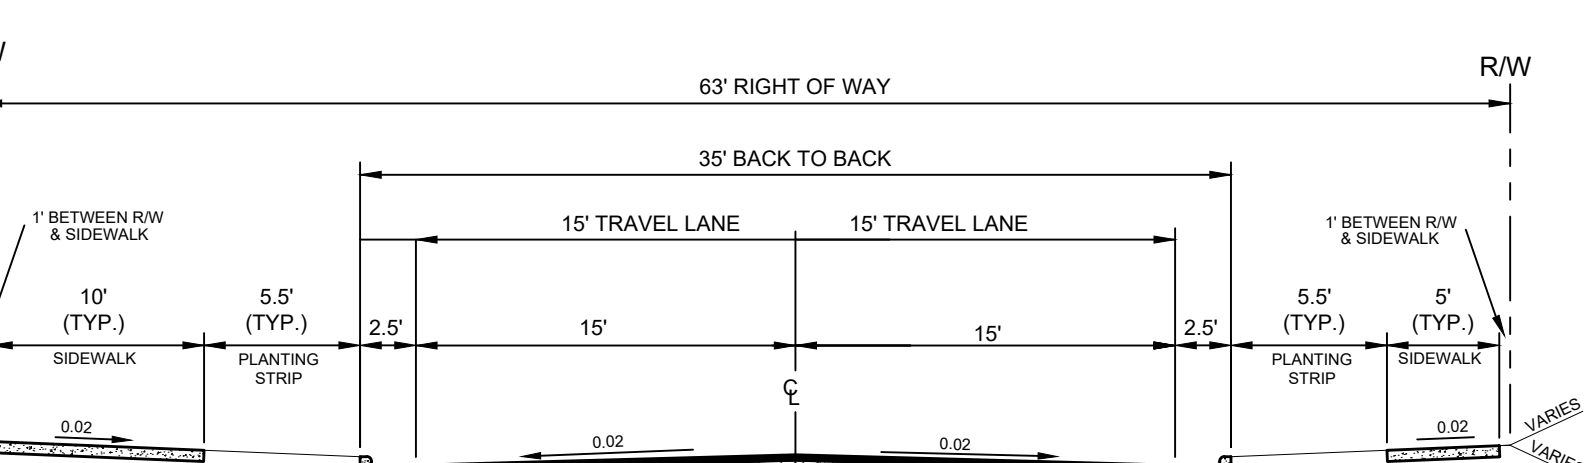 R/W
63' RIGHT OF WAY
35' BACK TO BACK
15' TRAVEL LANE
15' TRAVEL LANE
1' BETWEEN R/W
& SIDEWALK
1' BETWEEN R/W
& SIDEWALK
10'
(TYP.)
SIDEWALK
5.5'
(TYP.)
PLANTING
STRIP
2.5'
15'
15'
2.5'
5.5'
(TYP.)
PLANTING
STRIP
5'
(TYP.)
SIDEWALK
CL
0.02
0.02
0.02
0.02
VARIES